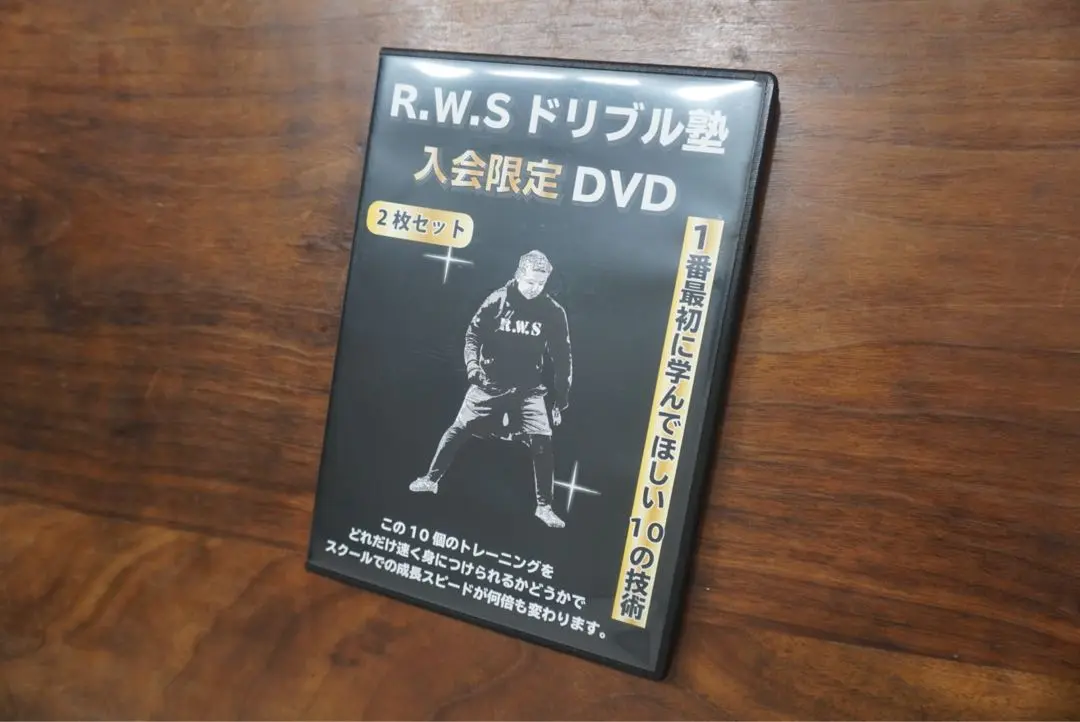 R.W.S ドリブル塾
入会限定 DVD
2枚セット
1番最初に学んでほしい10の技術
R.W.S
この10個のトレーニングを
どれだけ速く身につけられるかどうかで
スクールでの成長スピードが何倍も変わります。